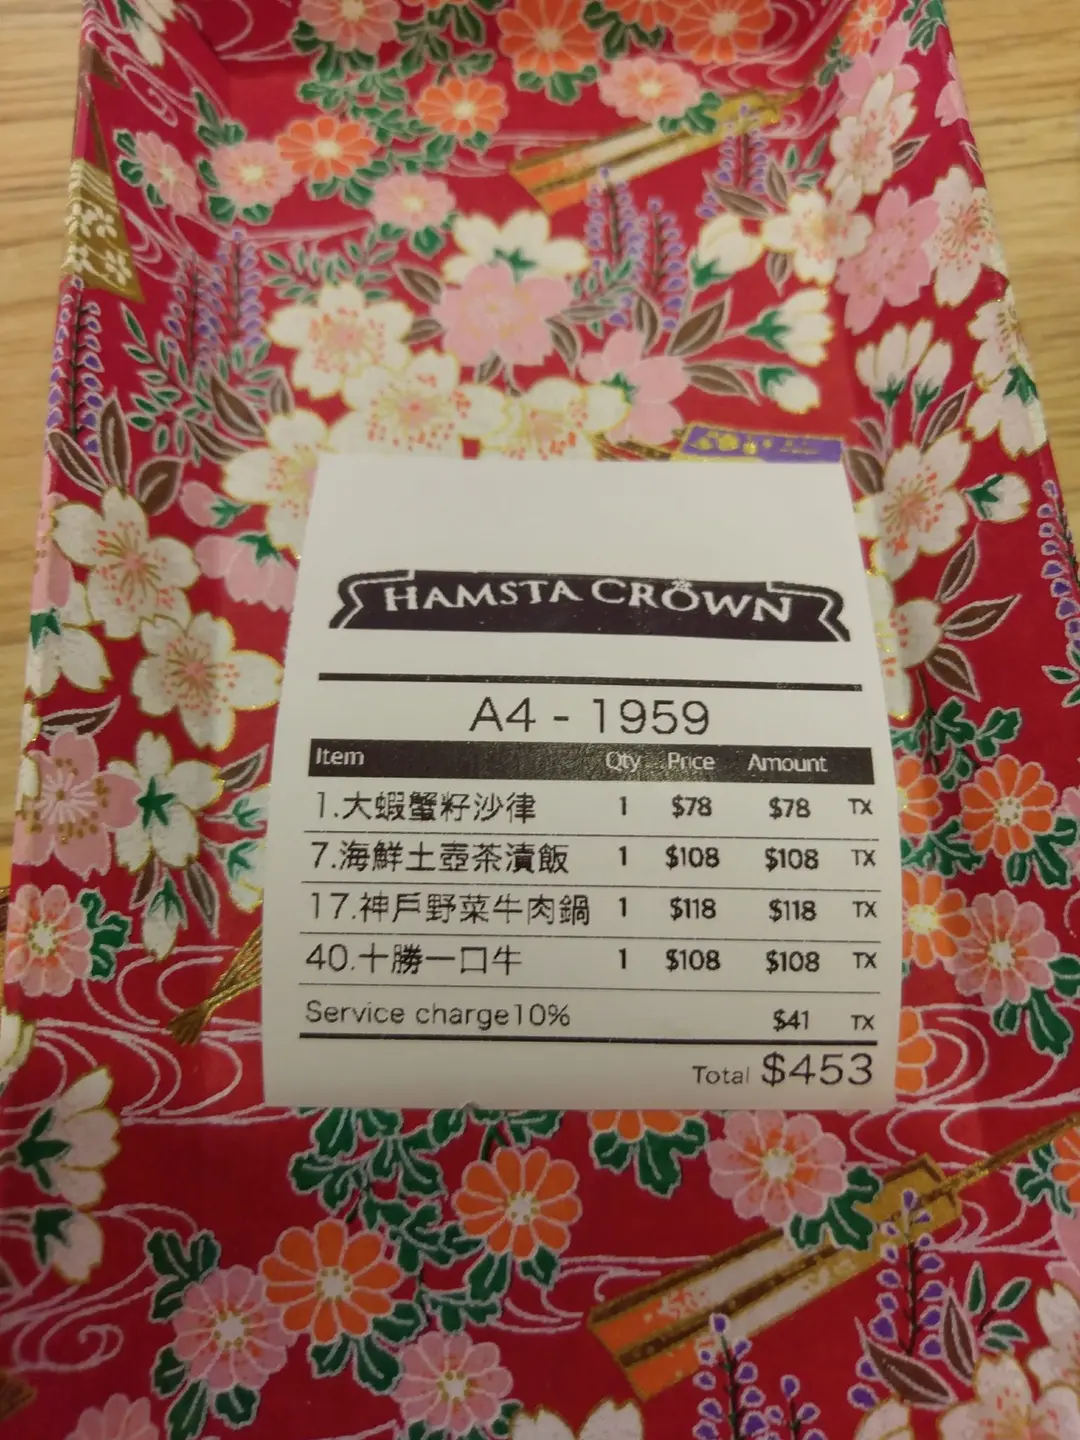 HAMSTA CROWN
A4 - 1959
Item Qty Price Amount
1.大蝦蟹籽沙律 1 $78 $78 TX
7.海鮮土壺茶漬飯 1 $108 $108 TX
17.神戶野菜牛肉鍋 1 $118 $118 TX
40.十勝一口牛 1 $108 $108 TX
Service charge10% $41 TX
Total $453